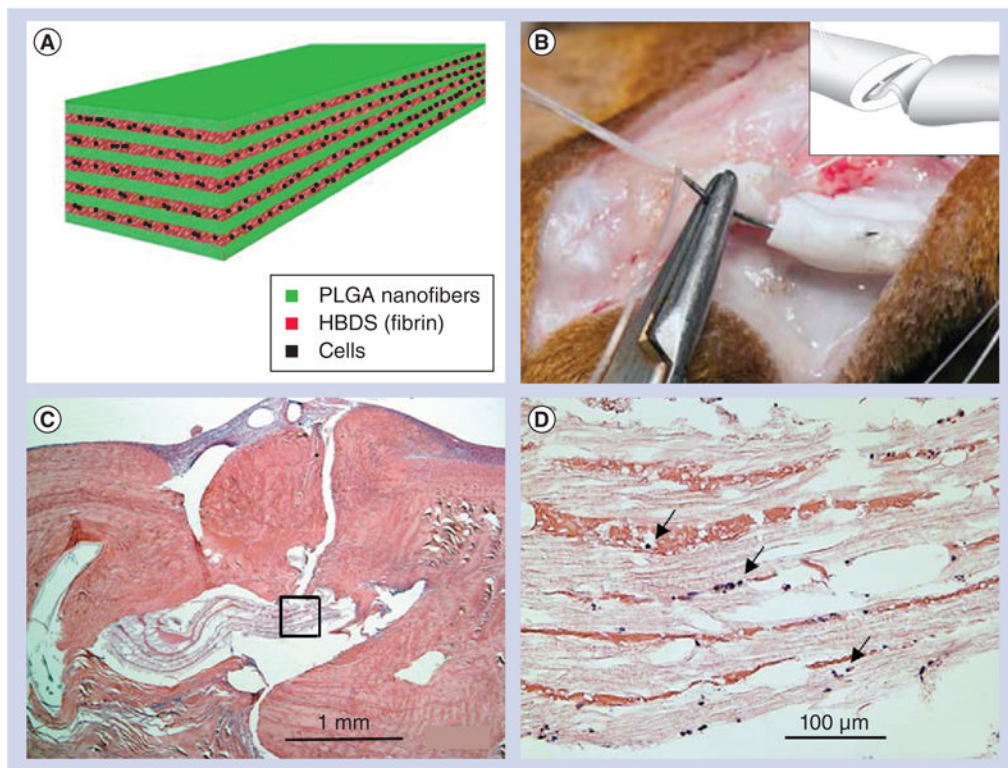 A
PLGA nanofibers
HBDS (fibrin)
Cells
B
C
1 mm
D
100 µm